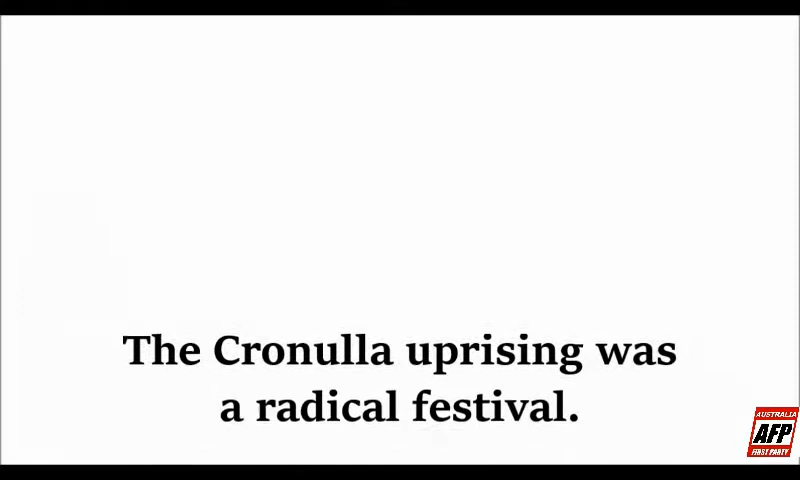 The Cronulla uprising was
a radical festival.
AUSTRALIA
AFP
FIRST PARTY